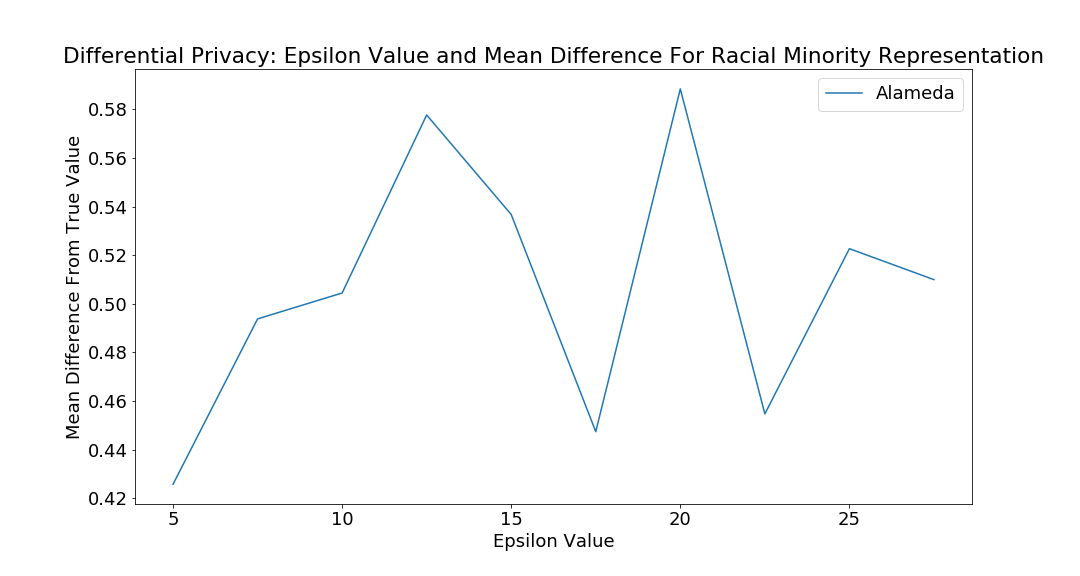 Differential Privacy: Epsilon Value and Mean Difference For Racial Minority Representation
Alameda
Mean Difference From True Value
0.58
0.56
0.54
0.52
0.50
0.48
0.46
0.44
0.42
5 10 15 20 25
Epsilon Value